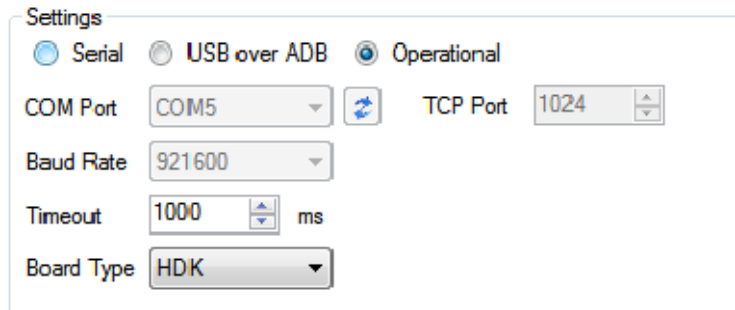 Settings
Serial USB over ADB Operational
COM Port COM5 TCP Port 1024
Baud Rate 921600
Timeout 1000 ms
Board Type HDK